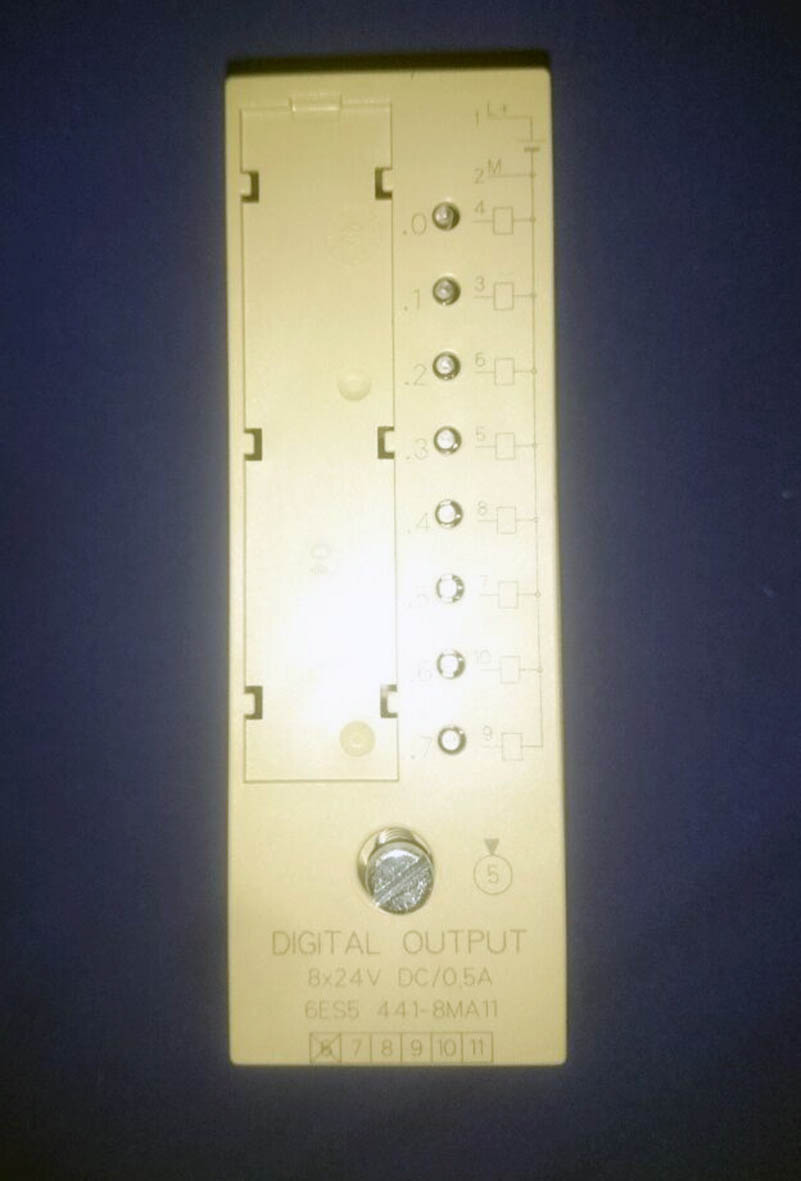 1 L+
2 M
.0 4
.1 3
.2 6
.3 5
.4 8
7
.6 10
.7 9
5
DIGITAL OUTPUT
8x24V DC/0.5A
6ES5 441-8MA11
6 7 8 9 10 11